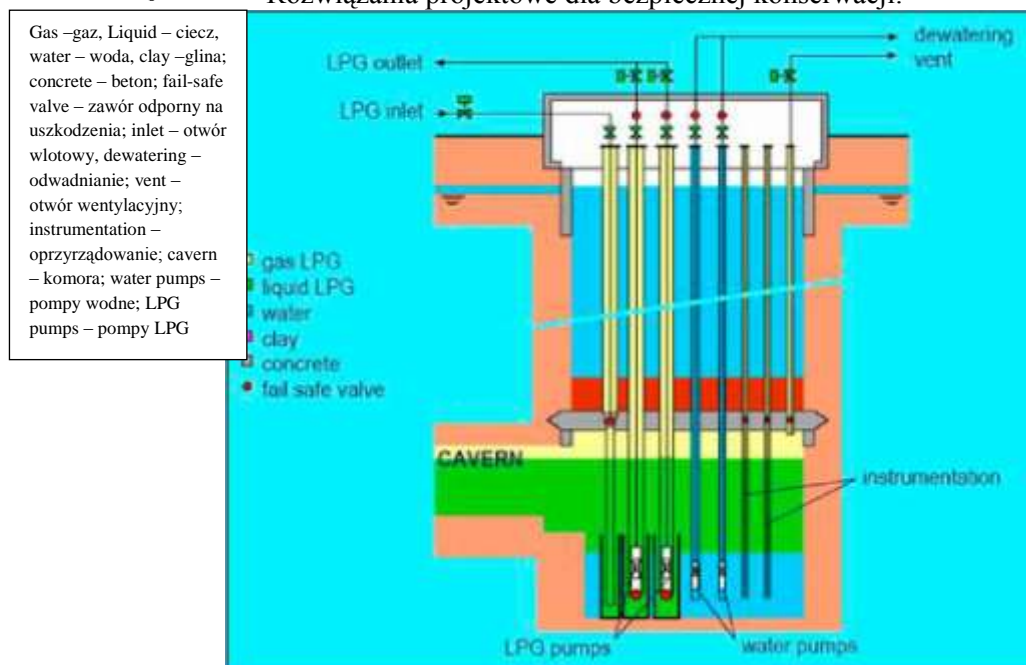 Rozwiązania projektowe dla bezpiecznej konserwacji.
Gas –gaz, Liquid – ciecz,
water – woda, clay –glina;
concrete – beton; fail-safe
valve – zawór odporny na
uszkodzenia; inlet – otwór
wlotowy, dewatering –
odwadnianie; vent –
otwór wentylacyjny;
instrumentation –
oprzyrządowanie; cavern
– komora; water pumps –
pompy wodne; LPG
pumps – pompy LPG
dewatering
vent
LPG outlet
LPG inlet
gas LPG
liquid LPG
water
clay
concrete
fail safe valve
CAVERN
instrumentation
LPG pumps
water pumps